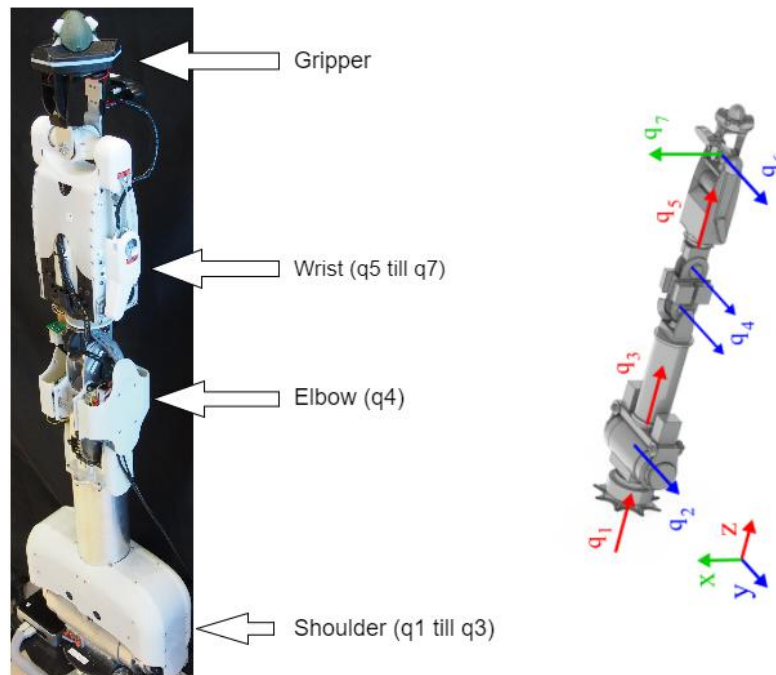 Gripper
Wrist (q5 till q7)
Elbow (q4)
Shoulder (q1 till q3)
q7
q5
q4
q3
q2
q1
z
x
y